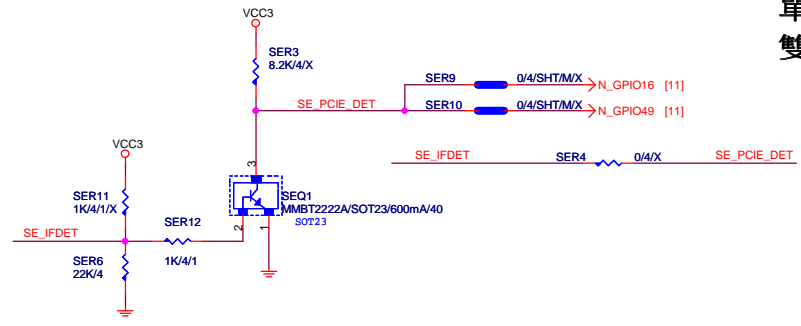 單
雙
VCC3
SER3
8.2K/4/X
SER9
0/4/SHT/M/X
N_GPIO16 [11]
SE_PCIE_DET
SER10
0/4/SHT/M/X
N_GPIO49 [11]
VCC3
SE_IFDET
SER4
0/4/X
SE_PCIE_DET
3
SER11
1K/4/1/X
SEQ1
MMBT2222A/SOT23/600mA/40
SOT23
SER12
2
1
SE_IFDET
SER6
22K/4
1K/4/1